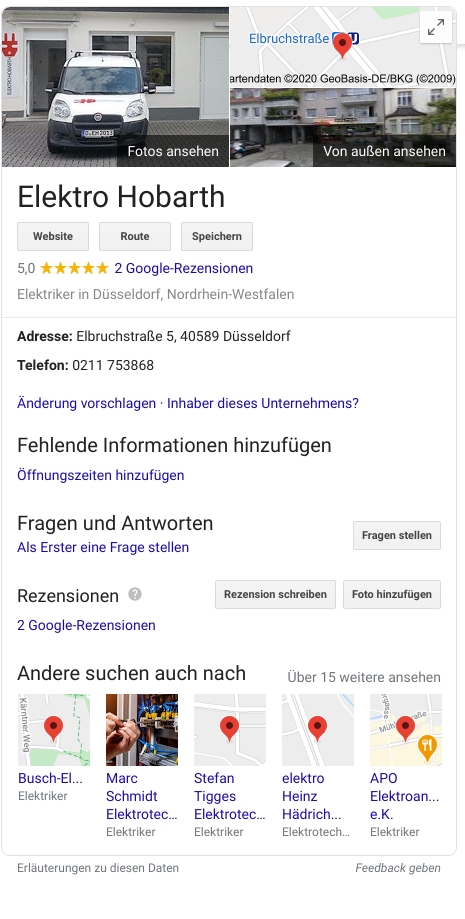 Elbruchstraße
artendaten ©2020 GeoBasis-DE/BKG (©2009)
Fotos ansehen
Von außen ansehen
Elektro Hobarth
Website
Route
Speichern
5,0 ★★★★★ 2 Google-Rezensionen
Elektriker in Düsseldorf, Nordrhein-Westfalen
Adresse: Elbruchstraße 5, 40589 Düsseldorf
Telefon: 0211 753868
Änderung vorschlagen · Inhaber dieses Unternehmens?
Fehlende Informationen hinzufügen
Öffnungszeiten hinzufügen
Fragen und Antworten
Fragen stellen
Als Erster eine Frage stellen
Rezensionen ?
Rezension schreiben
Foto hinzufügen
2 Google-Rezensionen
Andere suchen auch nach
Über 15 weitere ansehen
Kärntner Weg
Busch-El...
Elektriker
Marc
Schmidt
Elektrotec...
Elektriker
Stefan
Tigges
Elektrotec...
Elektriker
elektro
Heinz
Hädrich...
Elektrotech...
APO
Elektroan...
e.K.
Elektriker
Erläuterungen zu diesen Daten
Feedback geben